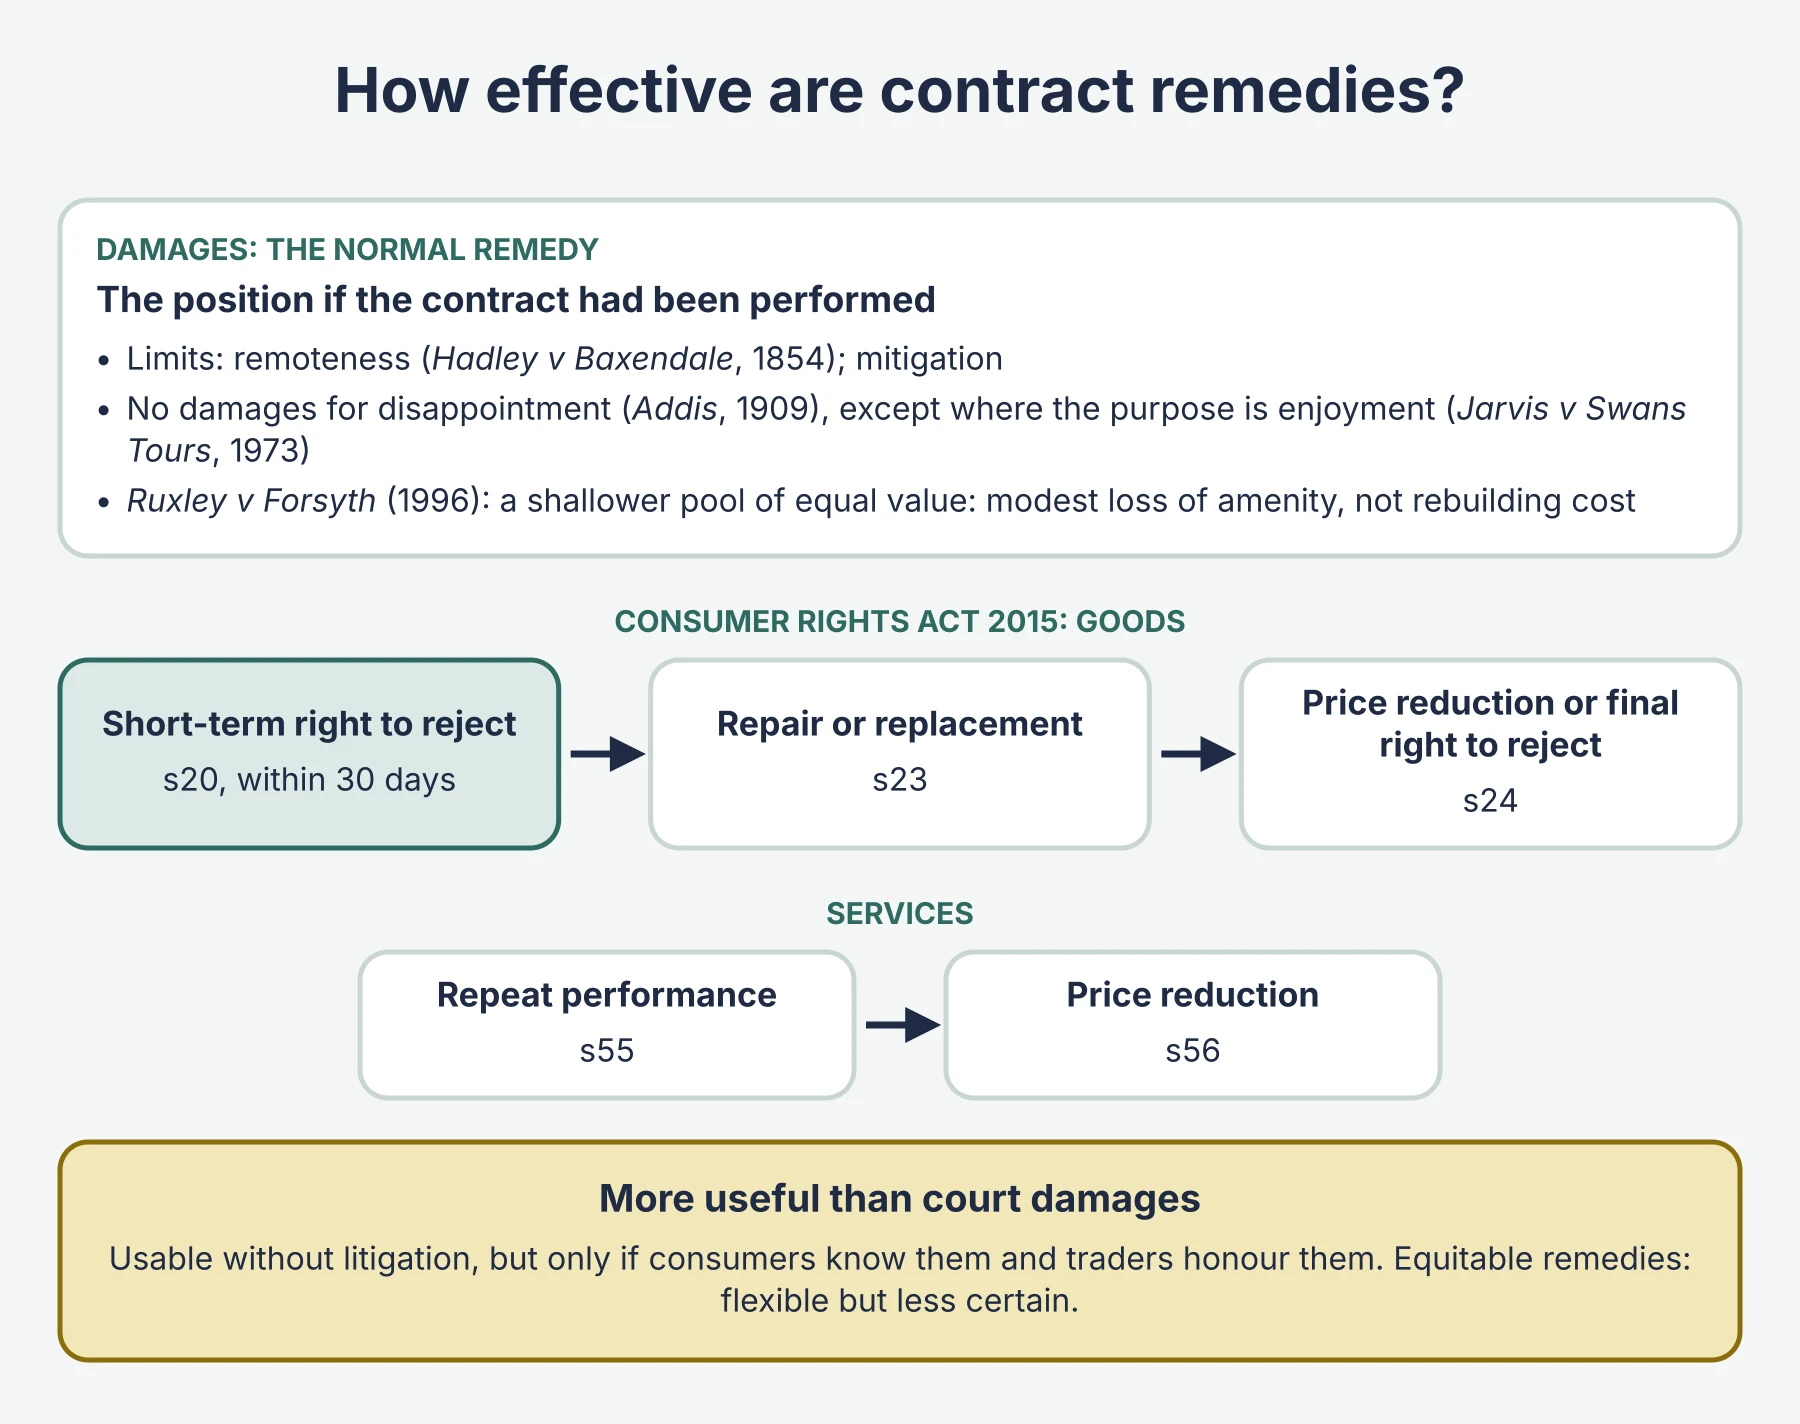 How effective are contract remedies?
DAMAGES: THE NORMAL REMEDY
The position if the contract had been performed
• Limits: remoteness (Hadley v Baxendale, 1854); mitigation
• No damages for disappointment (Addis, 1909), except where the purpose is enjoyment (Jarvis v Swans
Tours, 1973)
• Ruxley v Forsyth (1996): a shallower pool of equal value: modest loss of amenity, not rebuilding cost
CONSUMER RIGHTS ACT 2015: GOODS
Short-term right to reject
s20, within 30 days
Repair or replacement
s23
Price reduction or final
right to reject
s24
SERVICES
Repeat performance
s55
Price reduction
s56
More useful than court damages
Usable without litigation, but only if consumers know them and traders honour them. Equitable remedies:
flexible but less certain.